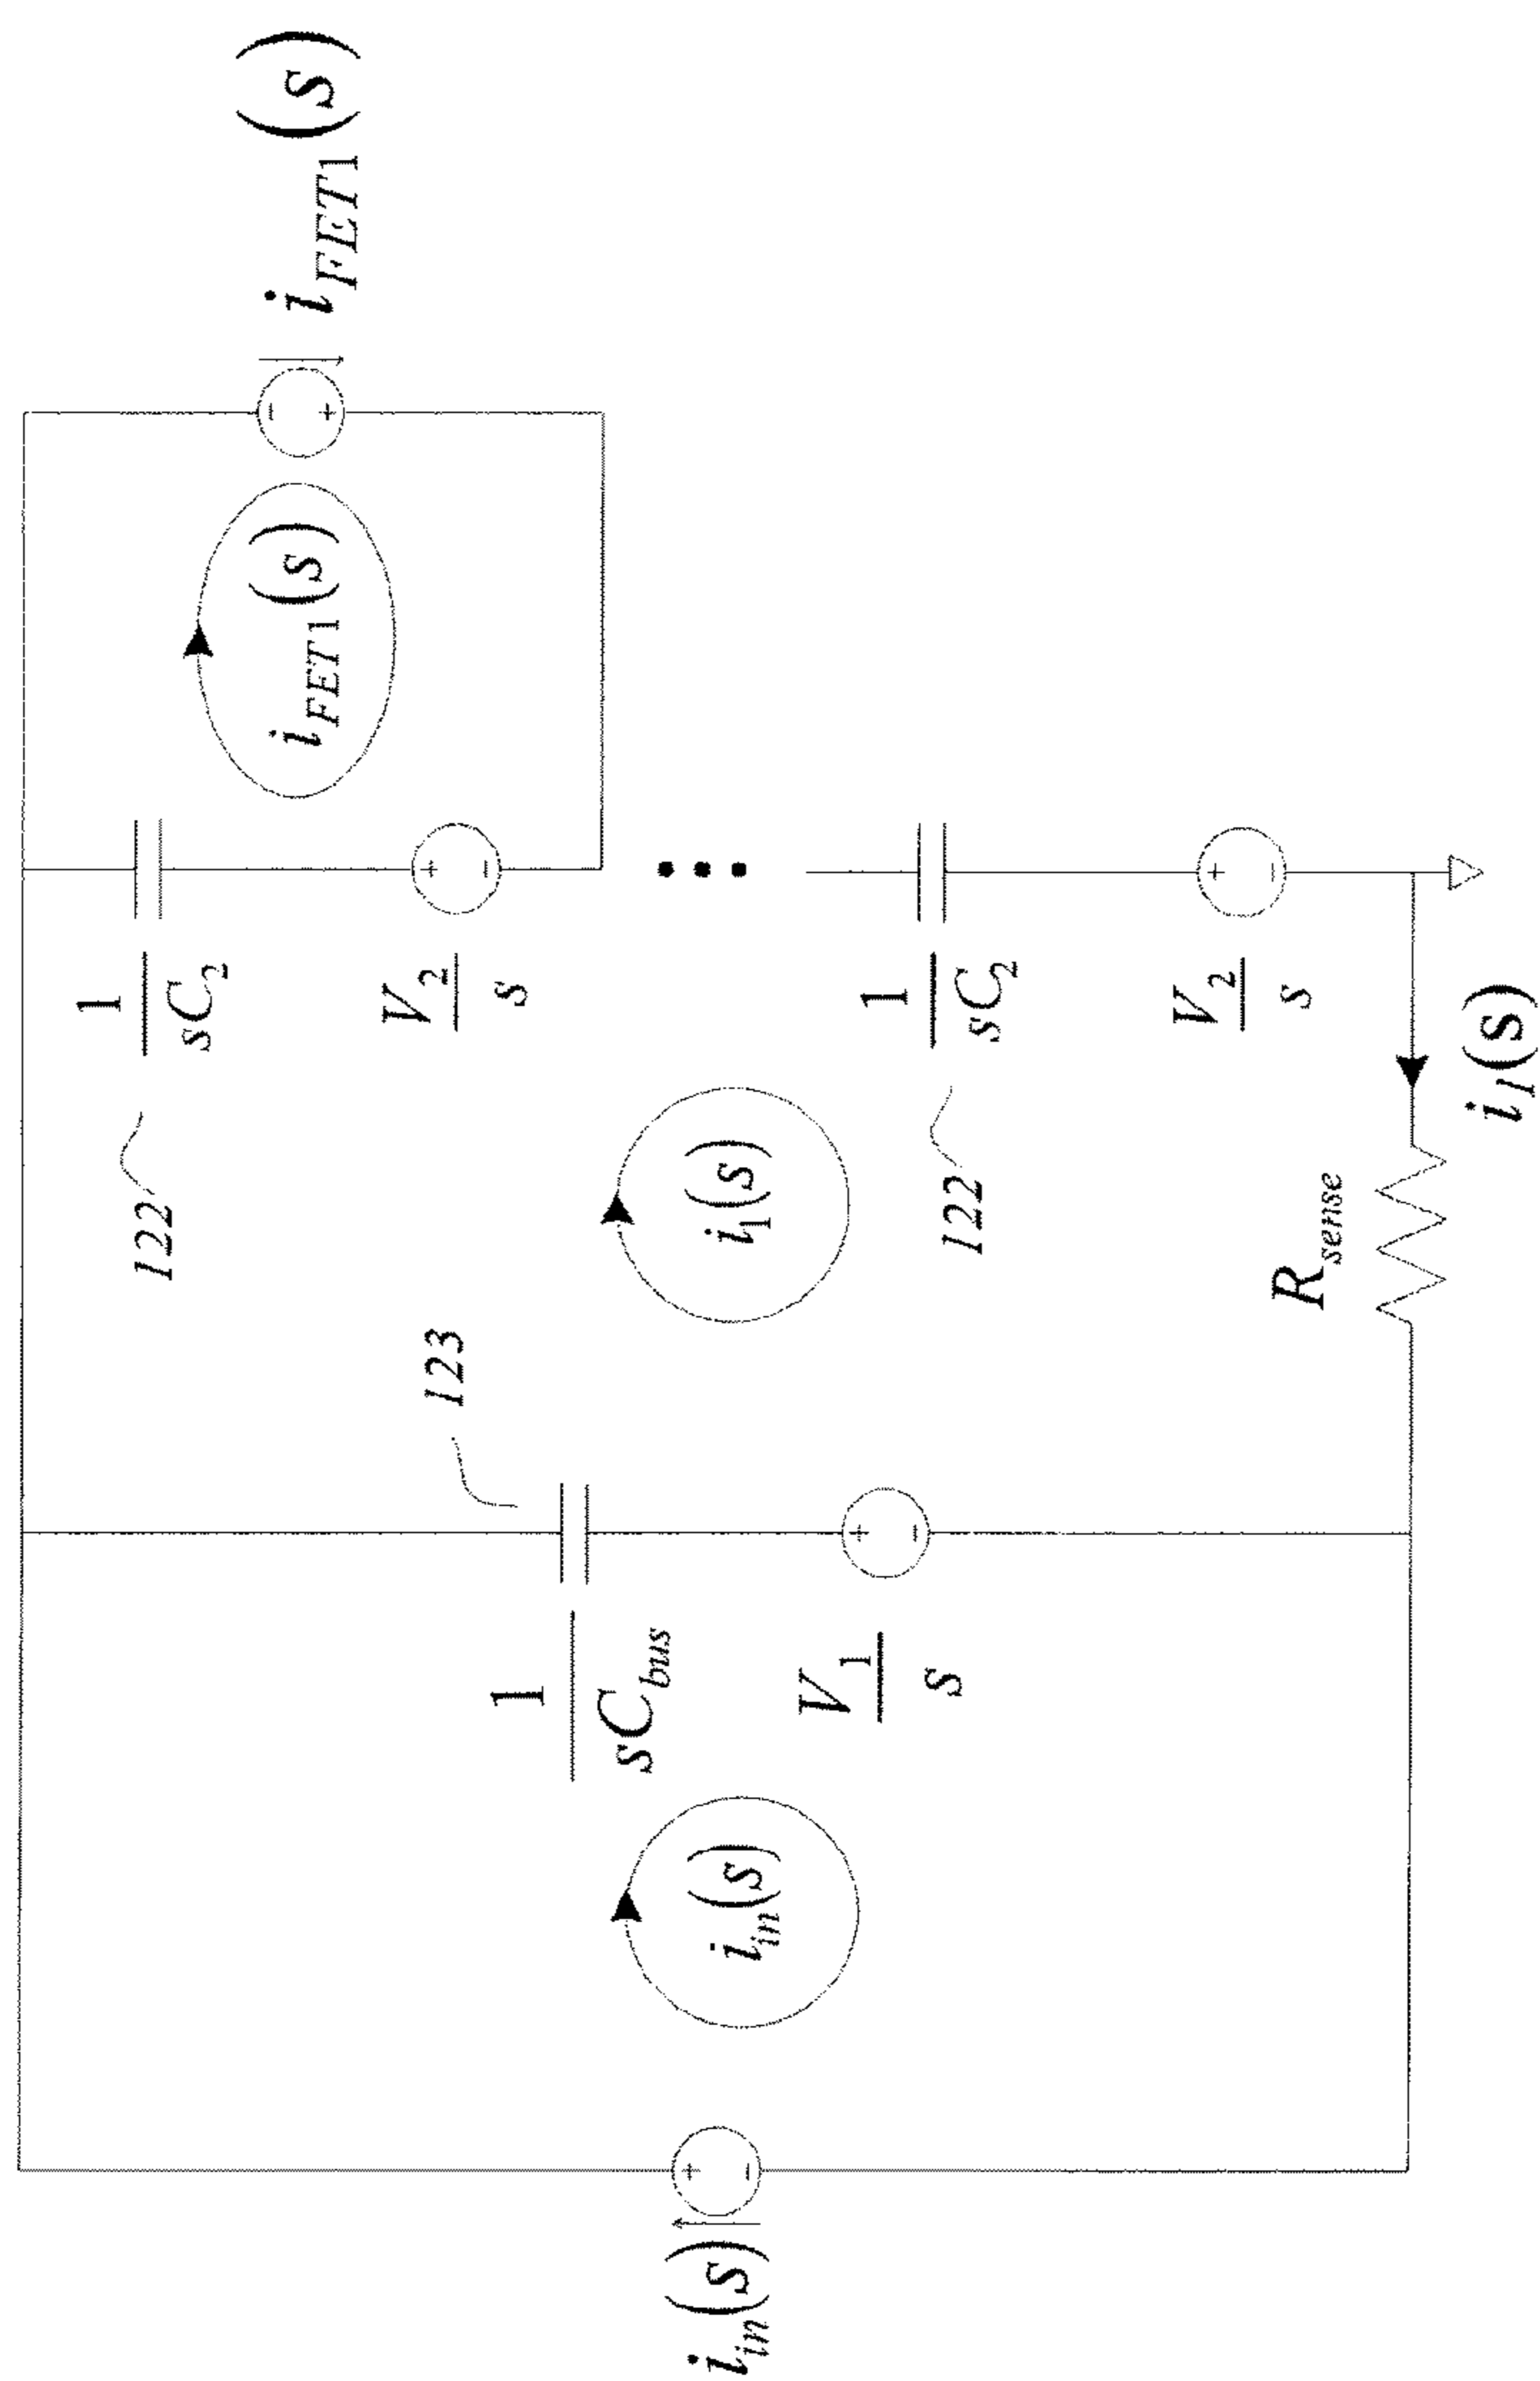 i_in(s)
i_in(s)
1
sC_bus
V_1
s
123
i_1(s)
122
1
sC_2
V_2
s
122
1
sC_2
V_2
s
R_sense
i_l(s)
i_FET1(s)
i_FET1(s)
+
-
+
-
+
-
+
-
-
+